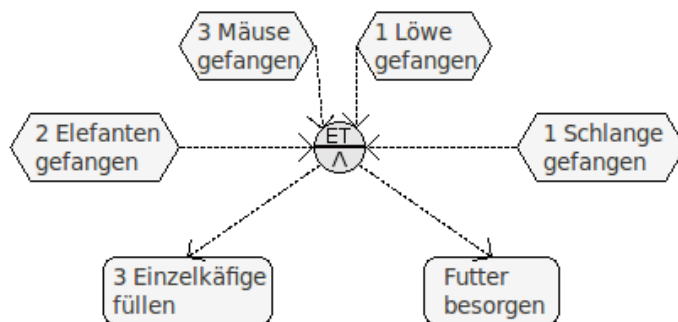 3 Mäuse
gefangen
1 Löwe
gefangen
2 Elefanten
gefangen
ET
Λ
1 Schlange
gefangen
3 Einzelkäfige
füllen
Futter
besorgen